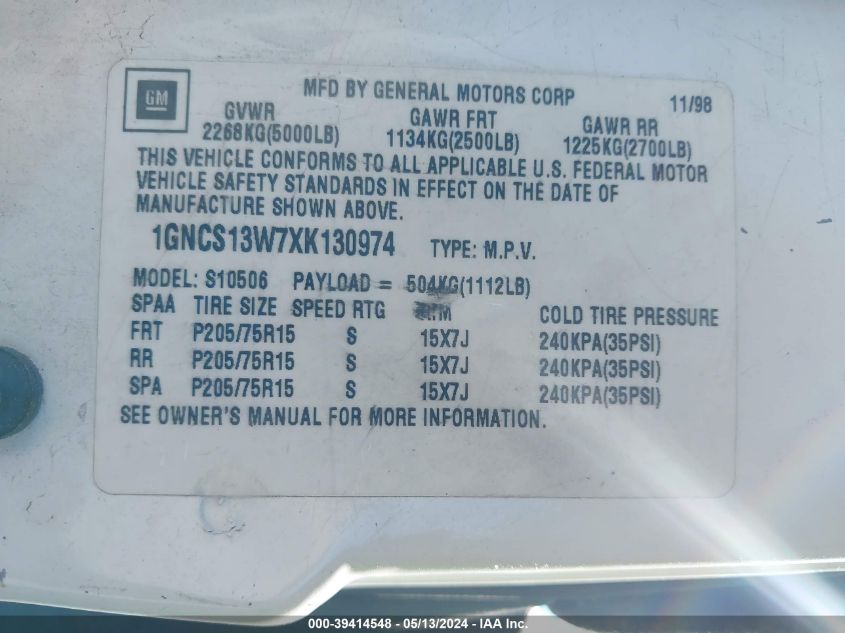 MFD BY GENERAL MOTORS CORP 11/98
GM
GVWR GAWR FRT GAWR RR
2268KG(5000LB) 1134KG(2500LB) 1225KG(2700LB)
THIS VEHICLE CONFORMS TO ALL APPLICABLE U.S. FEDERAL MOTOR
VEHICLE SAFETY STANDARDS IN EFFECT ON THE DATE OF
MANUFACTURE SHOWN ABOVE.
1GNCS13W7XK130974 TYPE: M.P.V.
MODEL: S10506 PAYLOAD = 504KG(1112LB)
SPAA TIRE SIZE SPEED RTG COLD TIRE PRESSURE
FRT P205/75R15 S 15X7J 240KPA(35PSI)
RR P205/75R15 S 15X7J 240KPA(35PSI)
SPA P205/75R15 S 15X7J 240KPA(35PSI)
SEE OWNER'S MANUAL FOR MORE INFORMATION.
000-39414548 - 05/13/2024 - IAA Inc.